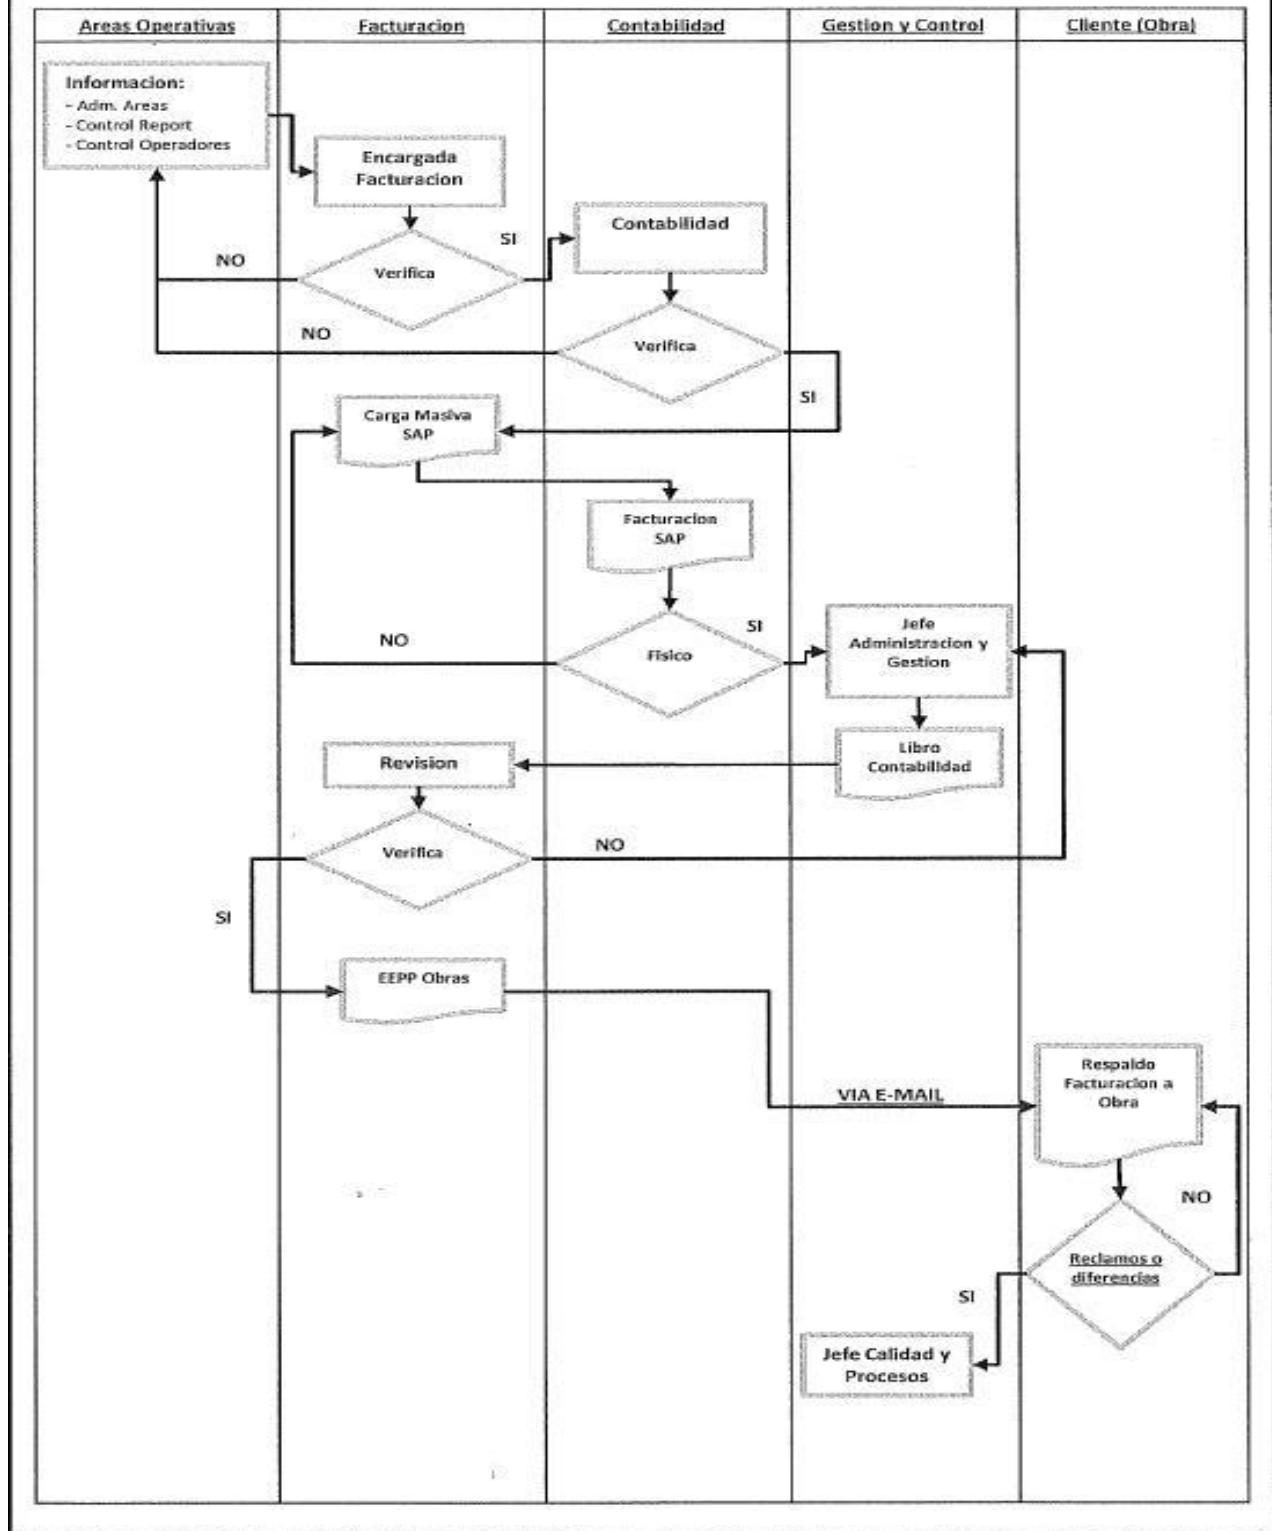 Areas Operativas
Facturacion
Contabilidad
Gestion y Control
Cliente (Obra)
Informacion:
- Adm. Areas
- Control Report
- Control Operadores
Encargada
Facturacion
Contabilidad
SI
NO
Verifica
NO
Verifica
SI
Carga Masiva
SAP
Facturacion
SAP
Jefe
Administracion y
Gestion
SI
NO
Fisico
Libro
Contabilidad
Revision
NO
Verifica
SI
EEPP Obras
Respaldo
Facturacion a
Obra
VIA E-MAIL
NO
Reclamos o
diferencias
SI
Jefe Calidad y
Procesos